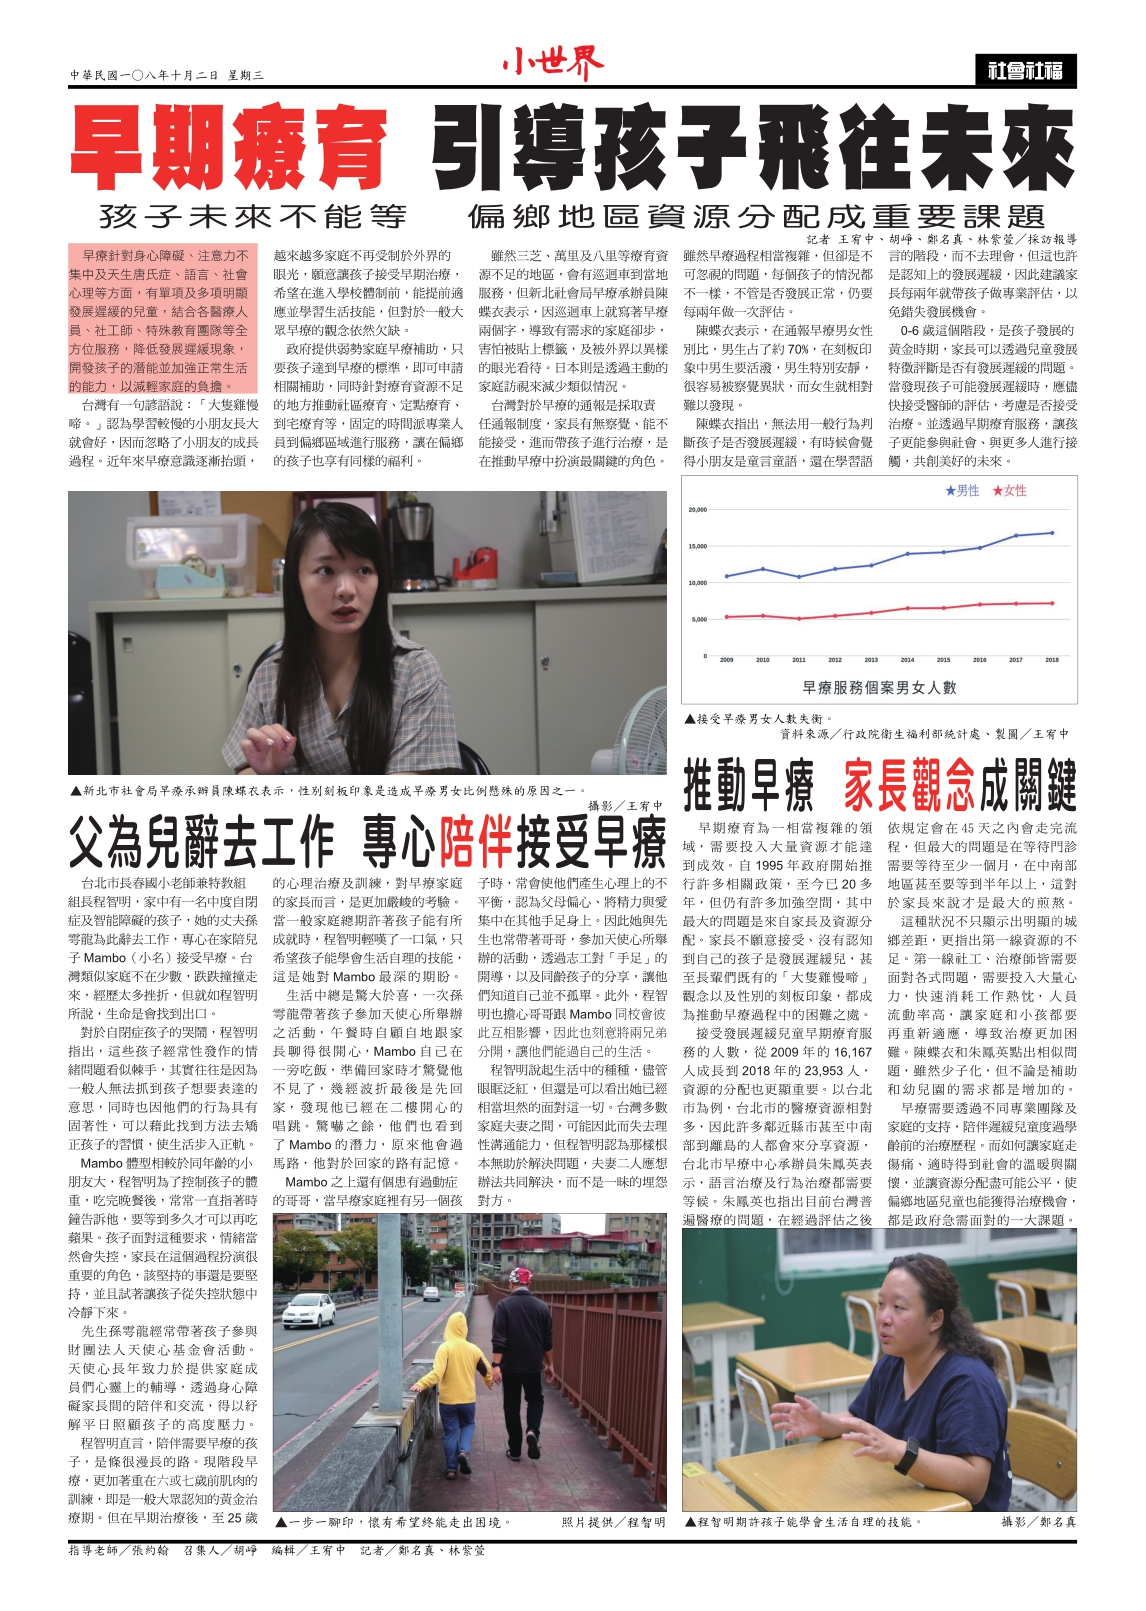 中華民國一〇八年十月二日 星期三
小世界
社會社福
早期療育 引導孩子飛往未來
孩子未來不能等 偏鄉地區資源分配成重要課題
記者 王宥中、胡崢、鄭名真、林紫萱／採訪報導
早療針對身心障礙、注意力不
集中及天生唐氏症、語言、社會
心理等方面，有單項及多項明顯
發展遲緩的兒童，結合各醫療人
員、社工師、特殊教育團隊等全
方位服務，降低發展遲緩現象，
開發孩子的潛能並加強正常生活
的能力，以減輕家庭的負擔。
台灣有一句諺語說：「大隻雞慢
啼。」認為學習較慢的小朋友長大
就會好，因而忽略了小朋友的成長
過程。近年來早療意識逐漸抬頭，
越來越多家庭不再受制於外界的
眼光，願意讓孩子接受早期治療，
希望在進入學校體制前，能提前適
應並學習生活技能，但對於一般大
眾早療的觀念依然欠缺。
政府提供弱勢家庭早療補助，只
要孩子達到早療的標準，即可申請
相關補助，同時針對療育資源不足
的地方推動社區療育、定點療育、
到宅療育等，固定的時間派專業人
員到偏鄉區域進行服務，讓在偏鄉
的孩子也享有同樣的福利。
雖然三芝、萬里及八里等療育資
源不足的地區，會有巡迴車到當地
服務，但新北社會局早療承辦員陳
蝶衣表示，因巡迴車上就寫著早療
兩個字，導致有需求的家庭卻步，
害怕被貼上標籤，及被外界以異樣
的眼光看待。日本則是透過主動的
家庭訪視來減少類似情況。
台灣對於早療的通報是採取責
任通報制度，家長有無察覺、能不
能接受，進而帶孩子進行治療，是
在推動早療中扮演最關鍵的角色。
雖然早療過程相當複雜，但卻是不
可忽視的問題，每個孩子的情況都
不一樣，不管是否發展正常，仍要
每兩年做一次評估。
陳蝶衣表示，在通報早療男女性
別比，男生占了約 70%，在刻板印
象中男生要活潑，男生特別安靜，
很容易被察覺異狀，而女生就相對
難以發現。
陳蝶衣指出，無法用一般行為判
斷孩子是否發展遲緩，有時候會覺
得小朋友是童言童語，還在學習語
言的階段，而不去理會，但這也許
是認知上的發展遲緩，因此建議家
長每兩年就帶孩子做專業評估，以
免錯失發展機會。
0-6 歲這個階段，是孩子發展的
黃金時期，家長可以透過兒童發展
特徵評斷是否有發展遲緩的問題。
當發現孩子可能發展遲緩時，應儘
快接受醫師的評估，考慮是否接受
治療。並透過早期療育服務，讓孩
子更能參與社會、與更多人進行接
觸，共創美好的未來。
▲新北市社會局早療承辦員陳蝶衣表示，性別刻板印象是造成早療男女比例懸殊的原因之一。
攝影／王宥中
★男性 ★女性
20,000
15,000
10,000
5,000
0
2009 2010 2011 2012 2013 2014 2015 2016 2017 2018
早療服務個案男女人數
▲接受早療男女人數失衡。
資料來源／行政院衛生福利部統計處、製圖／王宥中
父為兒辭去工作 專心陪伴接受早療
台北市長春國小老師兼特教組
組長程智明，家中有一名中度自閉
症及智能障礙的孩子，她的丈夫孫
雩龍為此辭去工作，專心在家陪兒
子 Mambo（小名）接受早療。台
灣類似家庭不在少數，跌跌撞撞走
來，經歷太多挫折，但就如程智明
所說，生命是會找到出口。
對於自閉症孩子的哭鬧，程智明
指出，這些孩子經常性發作的情
緒問題看似棘手，其實往往是因為
一般人無法抓到孩子想要表達的
意思，同時也因他們的行為具有
固著性，可以藉此找到方法去矯
正孩子的習慣，使生活步入正軌。
Mambo 體型相較於同年齡的小
朋友大，程智明為了控制孩子的體
重，吃完晚餐後，常常一直指著時
鐘告訴他，要等到多久才可以再吃
蘋果。孩子面對這種要求，情緒當
然會失控，家長在這個過程扮演很
重要的角色，該堅持的事還是要堅
持，並且試著讓孩子從失控狀態中
冷靜下來。
先生孫雩龍經常帶著孩子參與
財團法人天使心基金會活動。
天使心長年致力於提供家庭成
員們心靈上的輔導，透過身心障
礙家長間的陪伴和交流，得以紓
解平日照顧孩子的高度壓力。
程智明直言，陪伴需要早療的孩
子，是條很漫長的路。現階段早
療，更加著重在六或七歲前肌肉的
訓練，即是一般大眾認知的黃金治
療期。但在早期治療後，至 25 歲
的心理治療及訓練，對早療家庭
的家長而言，是更加嚴峻的考驗。
當一般家庭總期許著孩子能有所
成就時，程智明輕嘆了一口氣，只
希望孩子能學會生活自理的技能，
這是她對 Mambo 最深的期盼。
生活中總是驚大於喜，一次孫
雩龍帶著孩子參加天使心所舉辦
之活動，午餐時自顧自地跟家
長聊得很開心，Mambo 自己在
一旁吃飯，準備回家時才驚覺他
不見了，幾經波折最後是先回
家，發現他已經在二樓開心的
唱跳。驚嚇之餘，他們也看到
了 Mambo 的潛力，原來他會過
馬路，他對於回家的路有記憶。
Mambo 之上還有個患有過動症
的哥哥，當早療家庭裡有另一個孩
子時，常會使他們產生心理上的不
平衡，認為父母偏心、將精力與愛
集中在其他手足身上。因此她與先
生也常帶著哥哥，參加天使心所舉
辦的活動，透過志工對「手足」的
開導，以及同齡孩子的分享，讓他
們知道自己並不孤單。此外，程智
明也擔心哥哥跟 Mambo 同校會彼
此互相影響，因此也刻意將兩兄弟
分開，讓他們能過自己的生活。
程智明說起生活中的種種，儘管
眼眶泛紅，但還是可以看出她已經
相當坦然的面對這一切。台灣多數
家庭夫妻之間，可能因此而失去理
性溝通能力，但程智明認為那樣根
本無助於解決問題，夫妻二人應想
辦法共同解決，而不是一昧的埋怨
對方。
▲一步一腳印，懷有希望終能走出困境。 照片提供／程智明
推動早療 家長觀念成關鍵
早期療育為一相當複雜的領
域，需要投入大量資源才能達
到成效。自 1995 年政府開始推
行許多相關政策，至今已 20 多
年，但仍有許多加強空間，其中
最大的問題是來自家長及資源分
配。家長不願意接受、沒有認知
到自己的孩子是發展遲緩兒，甚
至長輩們既有的「大隻雞慢啼」
觀念以及性別的刻板印象，都成
為推動早療過程中的困難之處。
接受發展遲緩兒童早期療育服
務的人數，從 2009 年的 16,167
人成長到 2018 年的 23,953 人，
資源的分配也更顯重要。以台北
市為例，台北市的醫療資源相對
多，因此許多鄰近縣市甚至中南
部到離島的人都會來分享資源，
台北市早療中心承辦員朱鳳英表
示，語言治療及行為治療都需要
等候。朱鳳英也指出目前台灣普
遍醫療的問題，在經過評估之後
依規定會在 45 天之內會走完流
程，但最大的問題是在等待門診
需要等待至少一個月，在中南部
地區甚至要等到半年以上，這對
於家長來說才是最大的煎熬。
這種狀況不只顯示出明顯的城
鄉差距，更指出第一線資源的不
足。第一線社工、治療師皆需要
面對各式問題，需要投入大量心
力，快速消耗工作熱忱，人員
流動率高，讓家庭和小孩都要
再重新適應，導致治療更加困
難。陳蝶衣和朱鳳英點出相似問
題，雖然少子化，但不論是補助
和幼兒園的需求都是增加的。
早療需要透過不同專業團隊及
家庭的支持，陪伴遲緩兒童度過學
齡前的治療歷程。而如何讓家庭走
傷痛、適時得到社會的溫暖與關
懷，並讓資源分配盡可能公平，使
偏鄉地區兒童也能獲得治療機會，
都是政府急需面對的一大課題。
▲程智明期許孩子能學會生活自理的技能。 攝影／鄭名真
指導老師／張約翰 召集人／胡崢 編輯／王宥中 記者／鄭名真、林紫萱